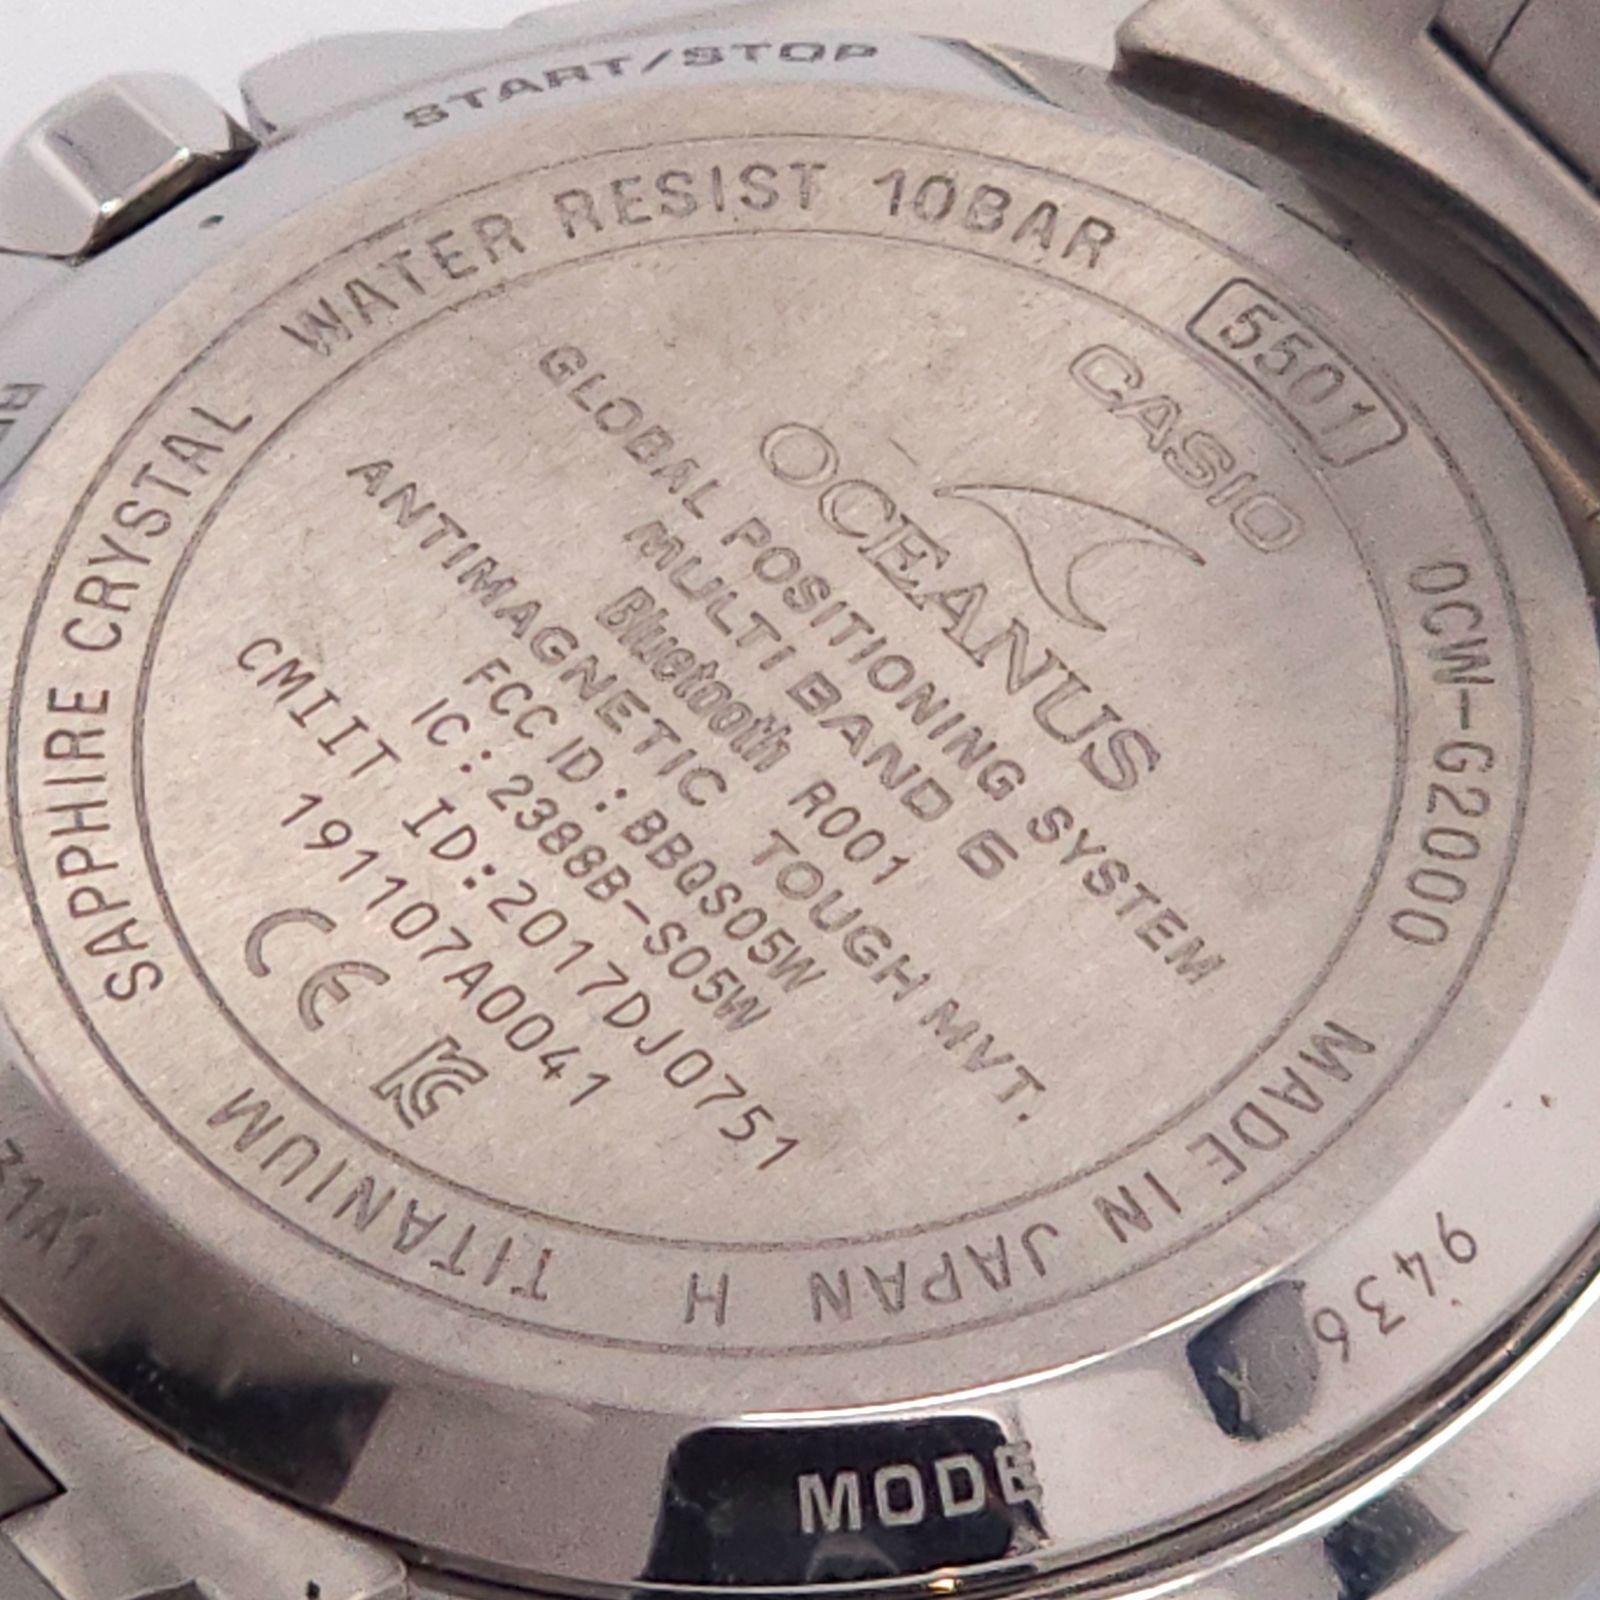 START/STOP
WATER RESIST 10BAR
5501
OCW-G2000
MADE IN JAPAN H
TITANIUM
SAPPHIRE CRYSTAL
CASIO
OCEANUS
GLOBAL POSITIONING SYSTEM
MULTI BAND 6
Bluetooth R001
ANTIMAGNETIC TOUGH MVT.
FCC ID:BBQS05W
IC:2388B-S05W
CMIIT ID:2017DJ0751
191107A0041
CE
9436
Y
MODE